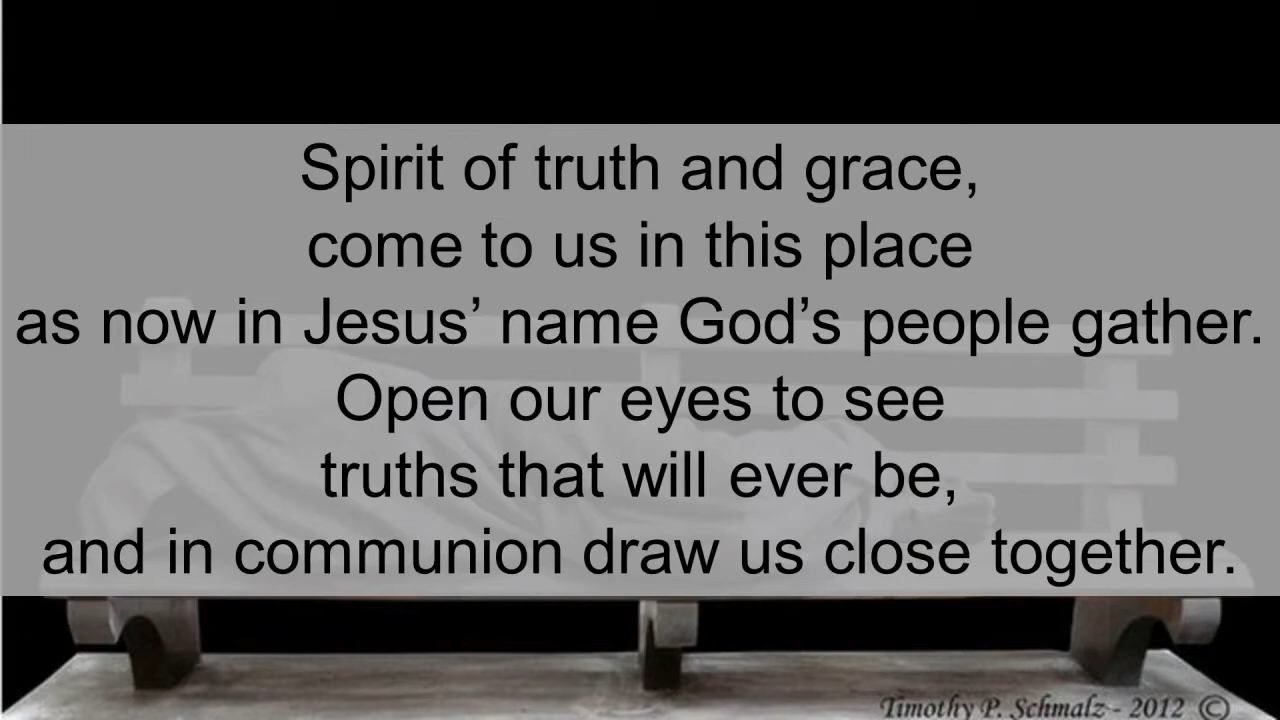 Spirit of truth and grace,
come to us in this place
as now in Jesus’ name God’s people gather.
Open our eyes to see
truths that will ever be,
and in communion draw us close together.
Timothy P. Schmalz - 2012 ©